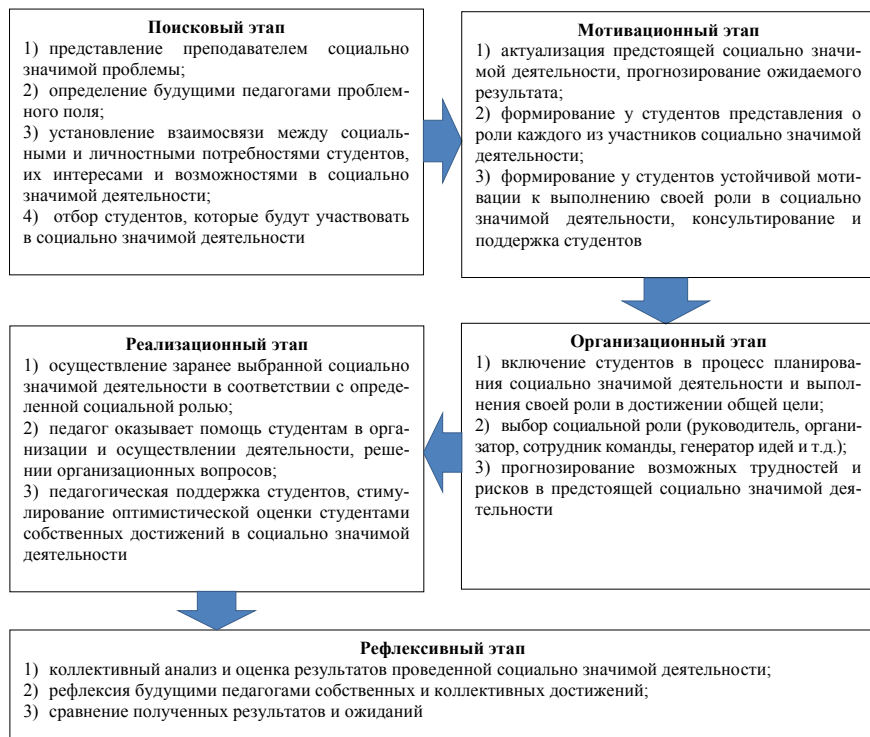 Поисковый этап
1) представление преподавателем социально
значимой проблемы;
2) определение будущими педагогами проблем-
ного поля;
3) установление взаимосвязи между социаль-
ными и личностными потребностями студентов,
их интересами и возможностями в социально
значимой деятельности;
4) отбор студентов, которые будут участвовать
в социально значимой деятельности
Мотивационный этап
1) актуализация предстоящей социально значи-
мой деятельности, прогнозирование ожидаемого
результата;
2) формирование у студентов представления о
роли каждого из участников социально значимой
деятельности;
3) формирование у студентов устойчивой моти-
вации к выполнению своей роли в социально
значимой деятельности, консультирование и
поддержка студентов
Организационный этап
1) включение студентов в процесс планирова-
ния социально значимой деятельности и выпол-
нения своей роли в достижении общей цели;
2) выбор социальной роли (руководитель, органи-
затор, сотрудник команды, генератор идей и т.д.);
3) прогнозирование возможных трудностей и
рисков в предстоящей социально значимой дея-
тельности
Реализационный этап
1) осуществление заранее выбранной социально
значимой деятельности в соответствии с опреде-
ленной социальной ролью;
2) педагог оказывает помощь студентам в орга-
низации и осуществлении деятельности, реше-
нии организационных вопросов;
3) педагогическая поддержка студентов, стиму-
лирование оптимистической оценки студентами
собственных достижений в социально значимой
деятельности
Рефлексивный этап
1) коллективный анализ и оценка результатов проведенной социально значимой деятельности;
2) рефлексия будущими педагогами собственных и коллективных достижений;
3) сравнение полученных результатов и ожиданий